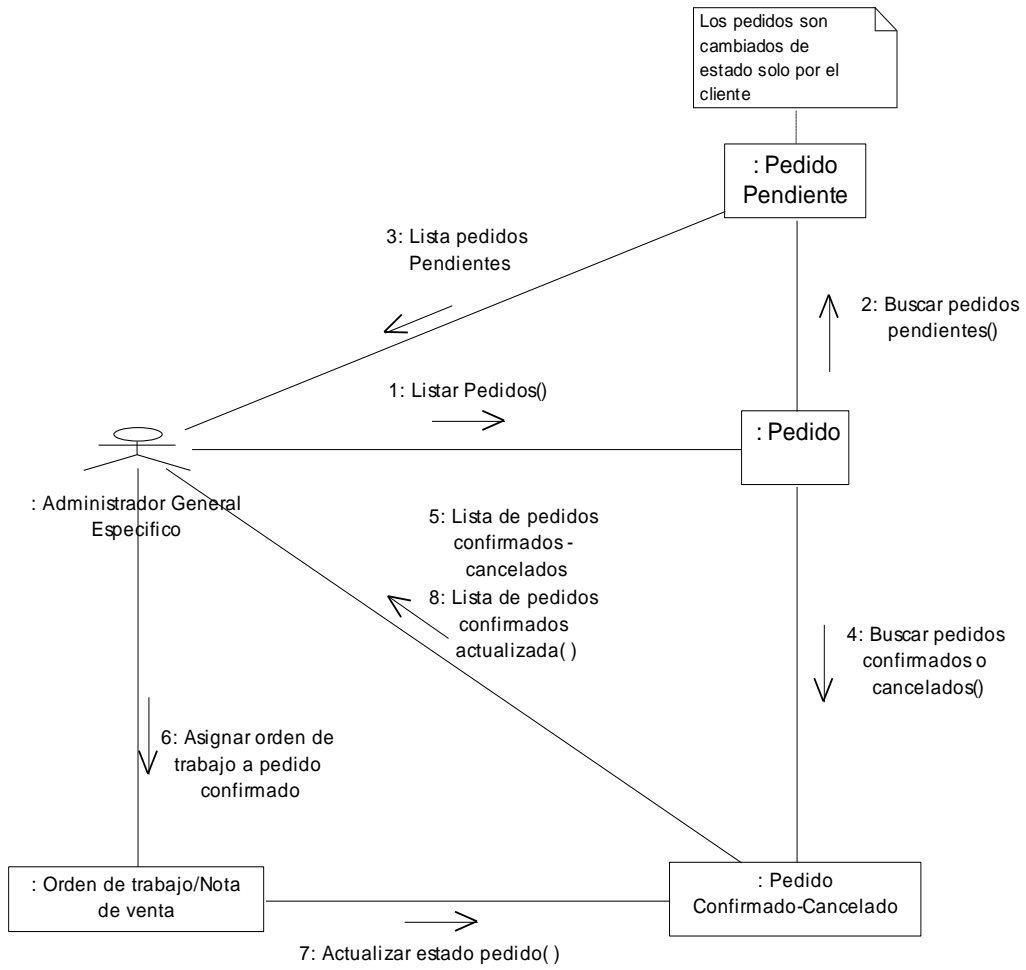 Los pedidos son
cambiados de
estado solo por el
cliente
: Pedido
Pendiente
3: Lista pedidos
Pendientes
2: Buscar pedidos
pendientes()
1: Listar Pedidos()
: Pedido
: Administrador General
Especifico
5: Lista de pedidos
confirmados -
cancelados
8: Lista de pedidos
confirmados
actualizada( )
4: Buscar pedidos
confirmados o
cancelados()
6: Asignar orden de
trabajo a pedido
confirmado
: Orden de trabajo/Nota
de venta
: Pedido
Confirmado-Cancelado
7: Actualizar estado pedido( )